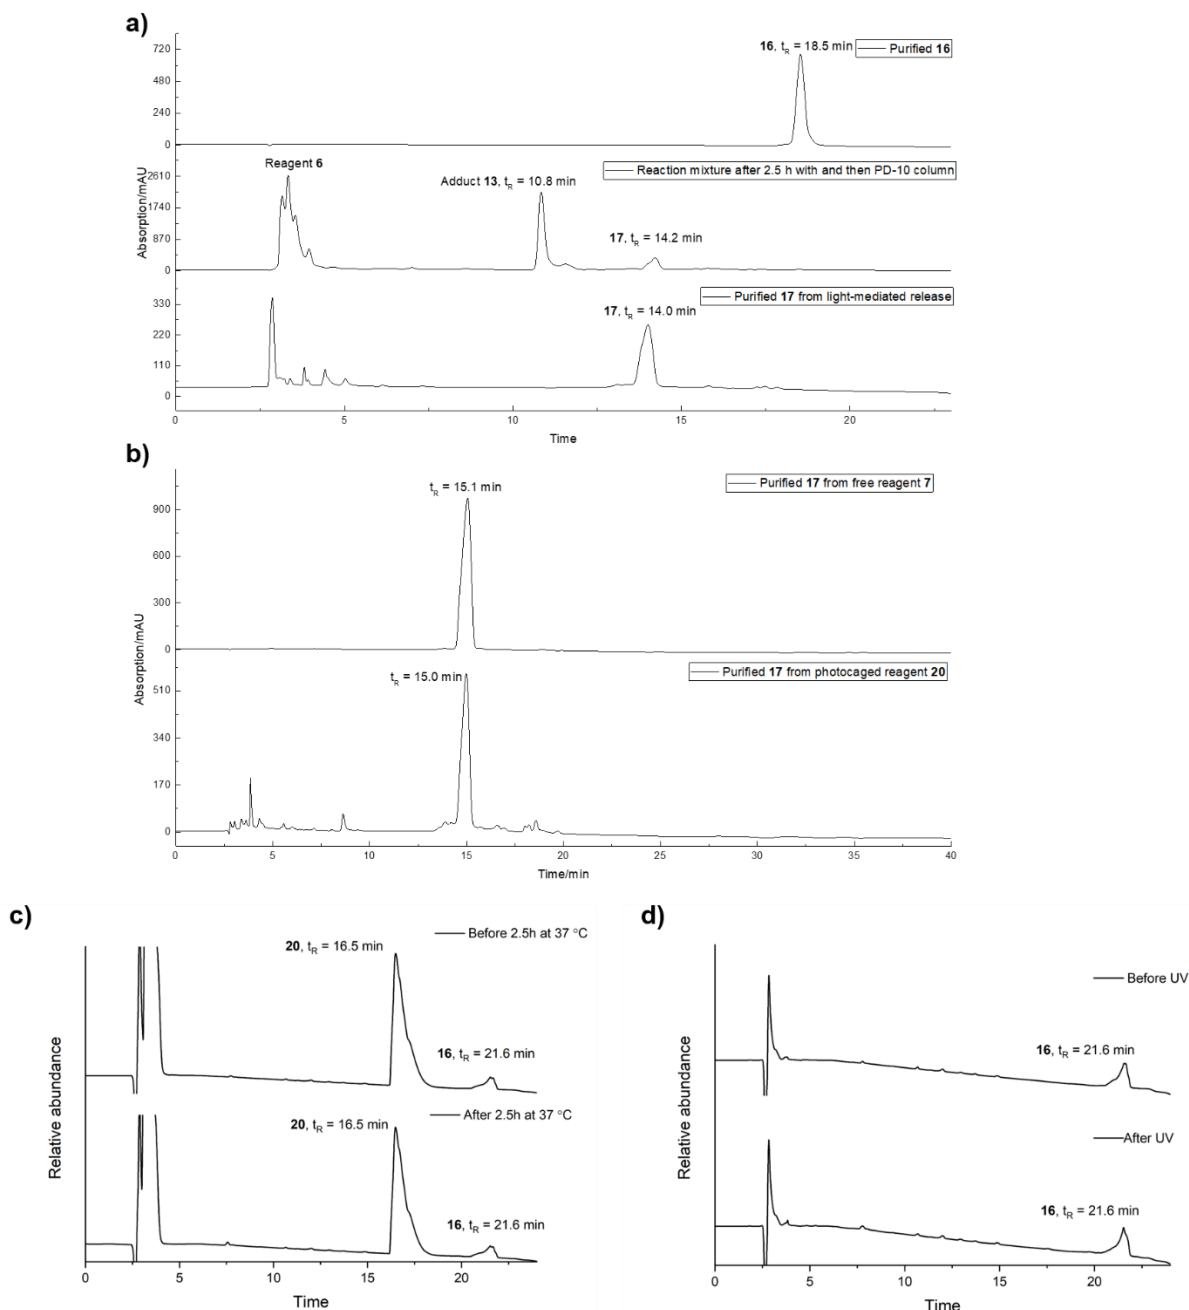 a)
16, tR = 18.5 min
Purified 16
720
480
240
0
Reagent 6
Reaction mixture after 2.5 h with and then PD-10 column
Adduct 13, tR = 10.8 min
17, tR = 14.2 min
2610
1740
870
0
Absorption/mAU
Purified 17 from light-mediated release
17, tR = 14.0 min
330
220
110
0
0 5 10 15 20
Time
b)
tR = 15.1 min
Purified 17 from free reagent 7
900
600
300
0
Absorption/mAU
tR = 15.0 min
Purified 17 from photocaged reagent 20
510
340
170
0
0 5 10 15 20 25 30 35 40
Time/min
c)
Before 2.5h at 37 °C
20, tR = 16.5 min
16, tR = 21.6 min
After 2.5h at 37 °C
20, tR = 16.5 min
16, tR = 21.6 min
Relative abundance
0 5 10 15 20
Time
d)
Before UV
16, tR = 21.6 min
After UV
16, tR = 21.6 min
Relative abundance
0 5 10 15 20
Time